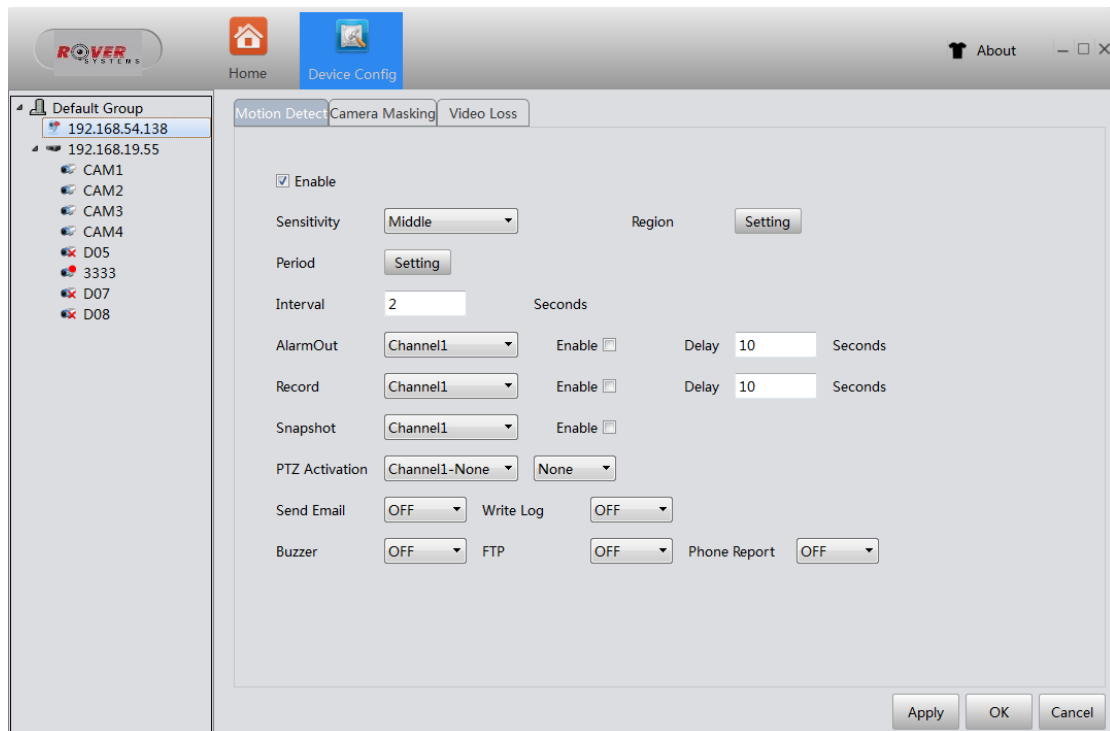 ROVER
SYSTEMS
Home
Device Config
About
Default Group
192.168.54.138
192.168.19.55
CAM1
CAM2
CAM3
CAM4
D05
3333
D07
D08
Motion Detect Camera Masking Video Loss
Enable
Sensitivity Middle Region Setting
Period Setting
Interval 2 Seconds
AlarmOut Channel1 Enable Delay 10 Seconds
Record Channel1 Enable Delay 10 Seconds
Snapshot Channel1 Enable
PTZ Activation Channel1-None None
Send Email OFF Write Log OFF
Buzzer OFF FTP OFF Phone Report OFF
Apply OK Cancel